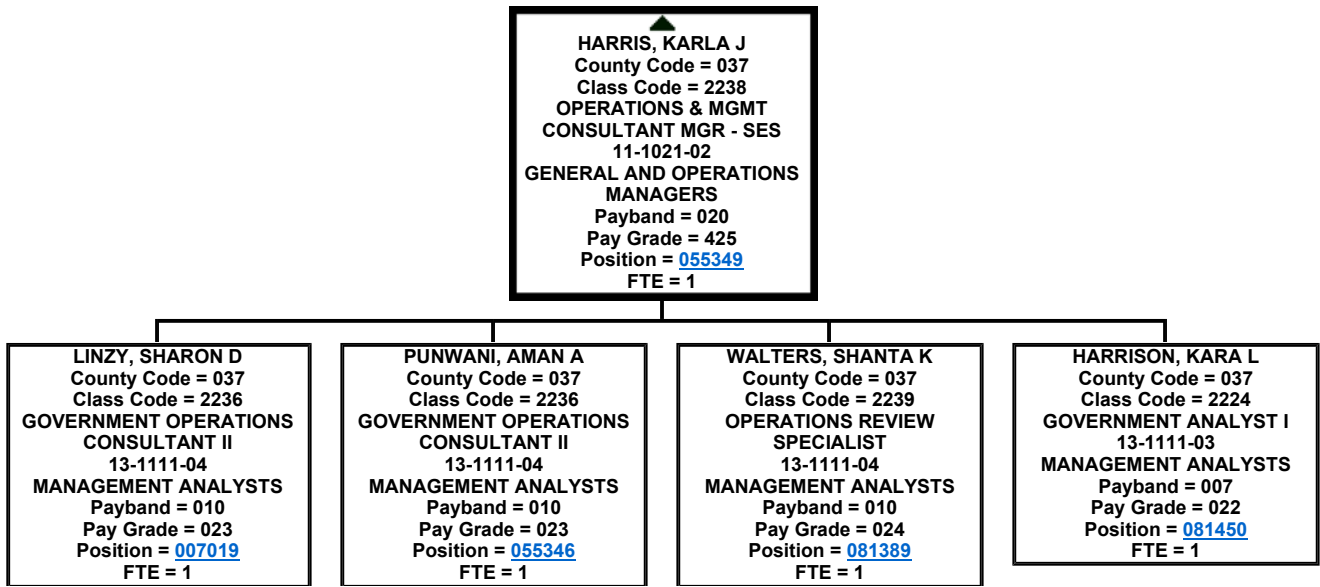 HARRIS, KARLA J
County Code = 037
Class Code = 2238
OPERATIONS & MGMT
CONSULTANT MGR - SES
11-1021-02
GENERAL AND OPERATIONS
MANAGERS
Payband = 020
Pay Grade = 425
Position = 055349
FTE = 1
LINZY, SHARON D
County Code = 037
Class Code = 2236
GOVERNMENT OPERATIONS
CONSULTANT II
13-1111-04
MANAGEMENT ANALYSTS
Payband = 010
Pay Grade = 023
Position = 007019
FTE = 1
PUNWANI, AMAN A
County Code = 037
Class Code = 2236
GOVERNMENT OPERATIONS
CONSULTANT II
13-1111-04
MANAGEMENT ANALYSTS
Payband = 010
Pay Grade = 023
Position = 055346
FTE = 1
WALTERS, SHANTA K
County Code = 037
Class Code = 2239
OPERATIONS REVIEW
SPECIALIST
13-1111-04
MANAGEMENT ANALYSTS
Payband = 010
Pay Grade = 024
Position = 081389
FTE = 1
HARRISON, KARA L
County Code = 037
Class Code = 2224
GOVERNMENT ANALYST I
13-1111-03
MANAGEMENT ANALYSTS
Payband = 007
Pay Grade = 022
Position = 081450
FTE = 1